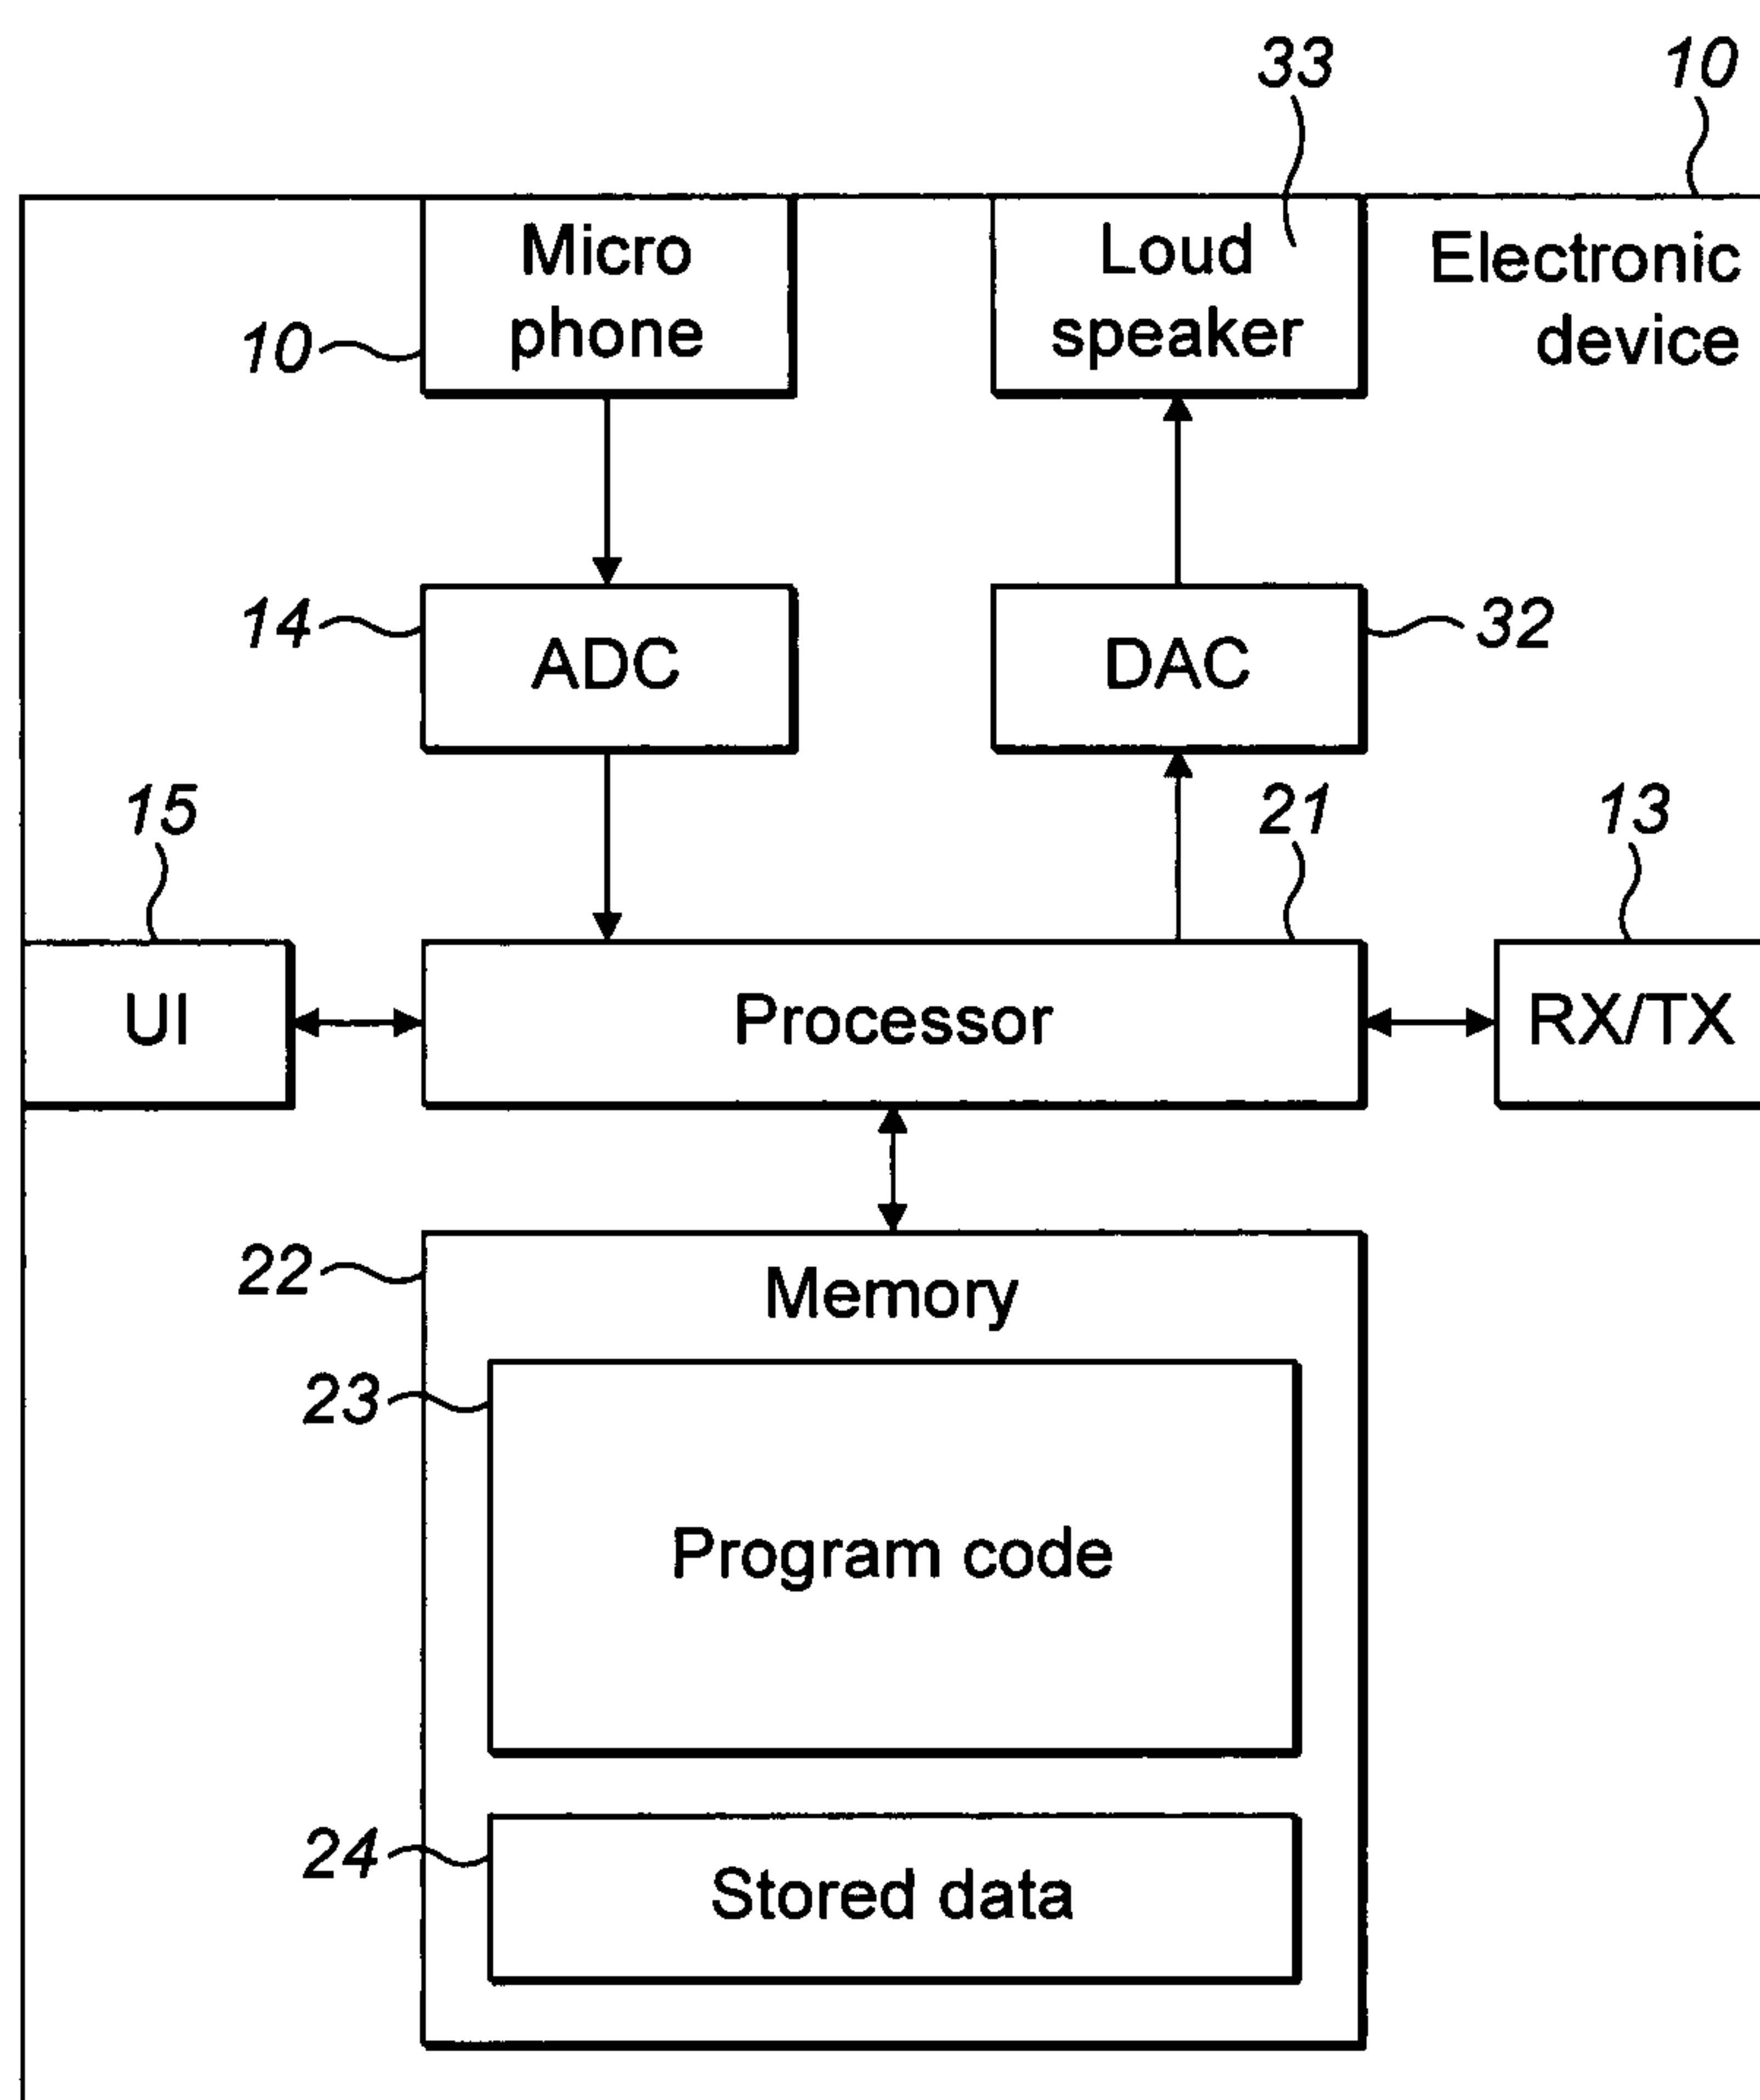 33
10
Micro
phone
Loud
speaker
Electronic
device
10
14
ADC
DAC
32
15
21
13
UI
Processor
RX/TX
22
Memory
23
Program code
24
Stored data